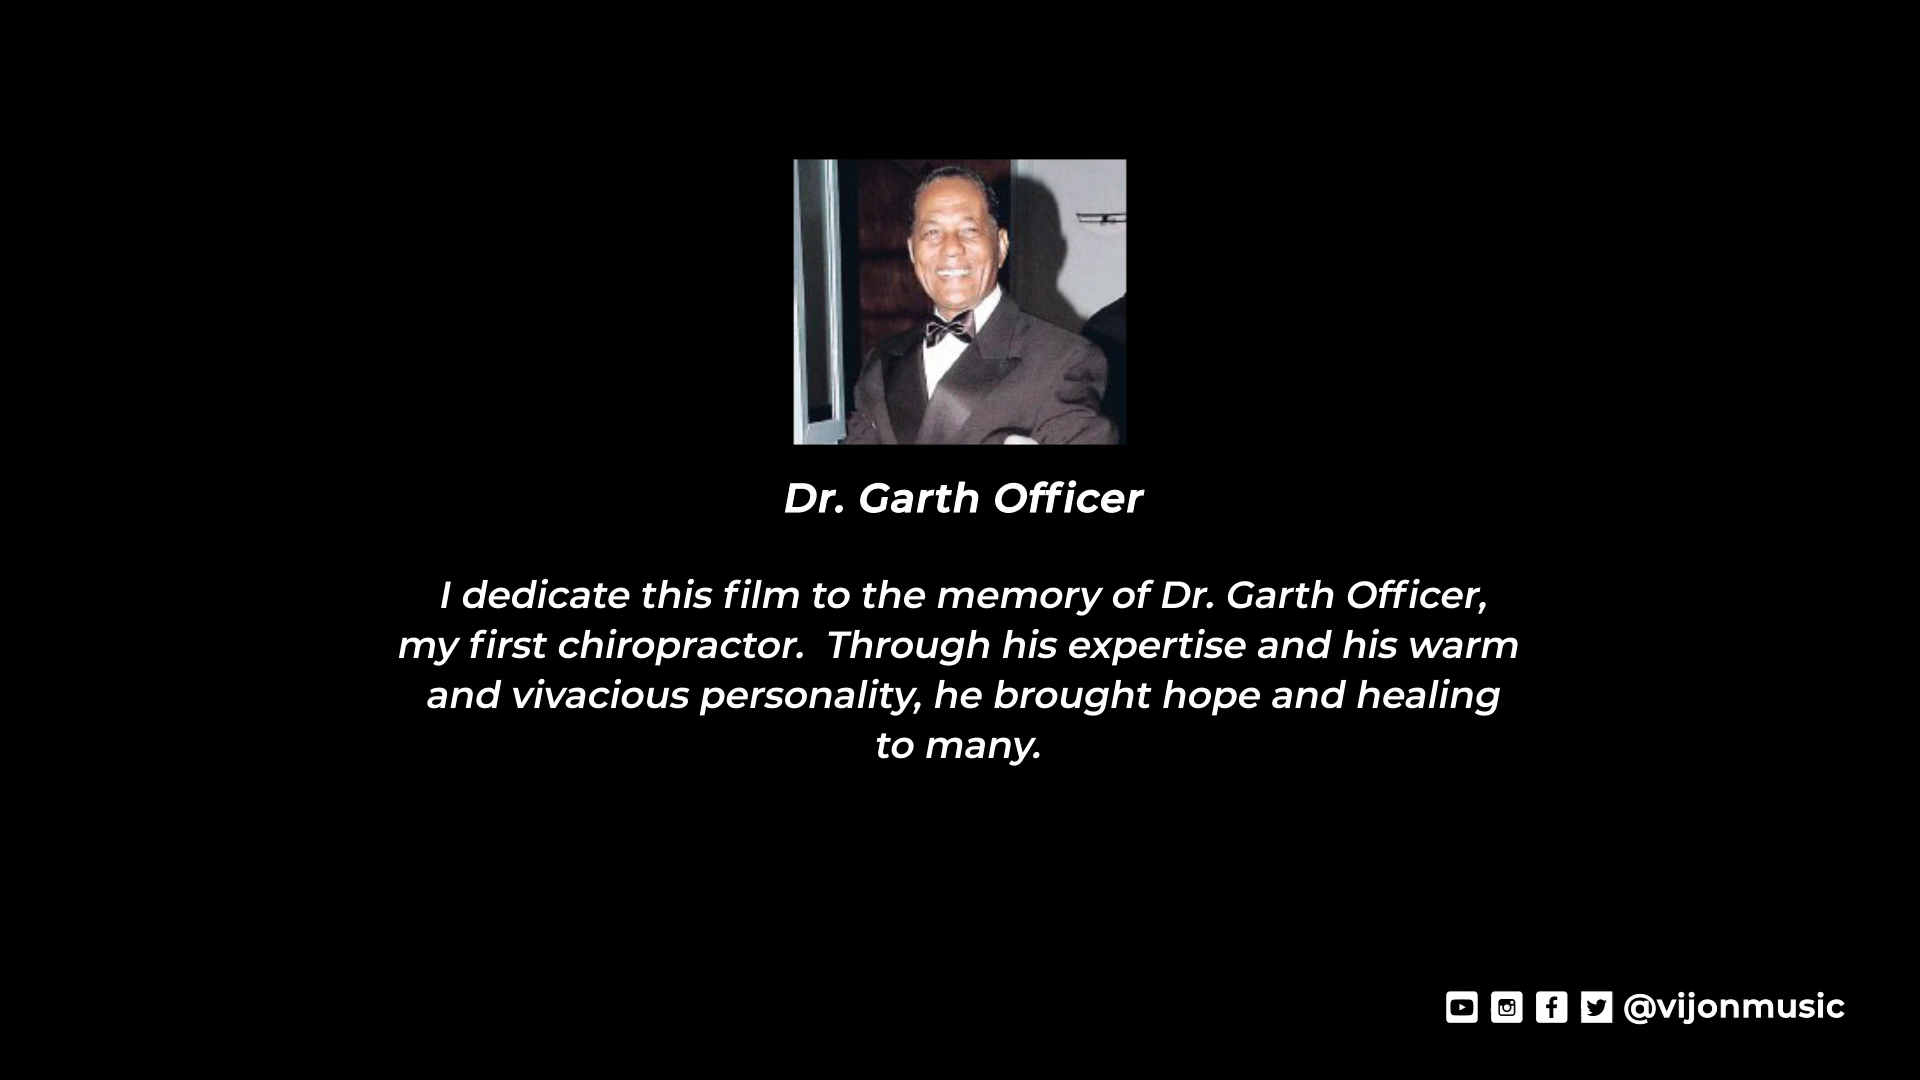 Dr. Garth Officer
I dedicate this film to the memory of Dr. Garth Officer,
my first chiropractor.  Through his expertise and his warm
and vivacious personality, he brought hope and healing
to many.
@vijonmusic